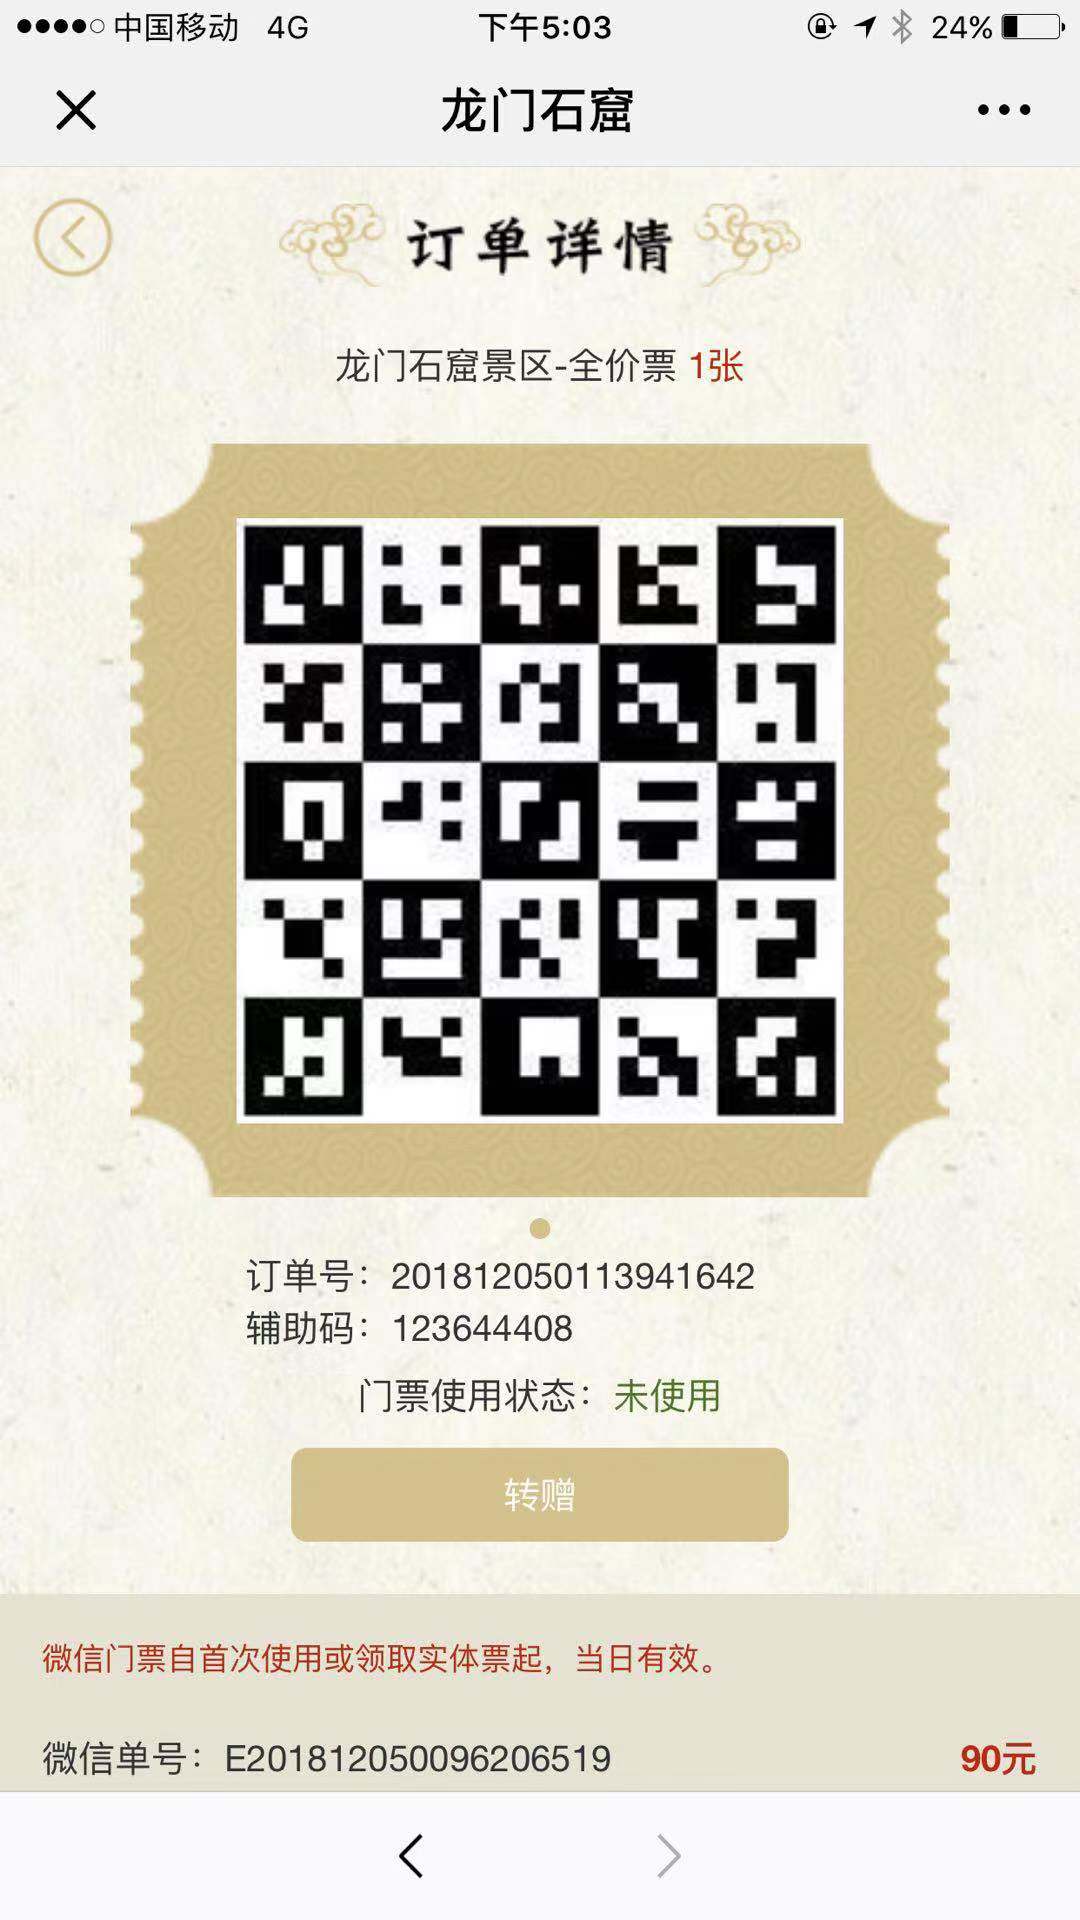 中国移动 4G 下午5:03 24%
龙门石窟
订单详情
龙门石窟景区-全价票 1张
订单号：201812050113941642
辅助码：123644408
门票使用状态：未使用
转赠
微信门票自首次使用或领取实体票起，当日有效。
微信单号：E201812050096206519 90元